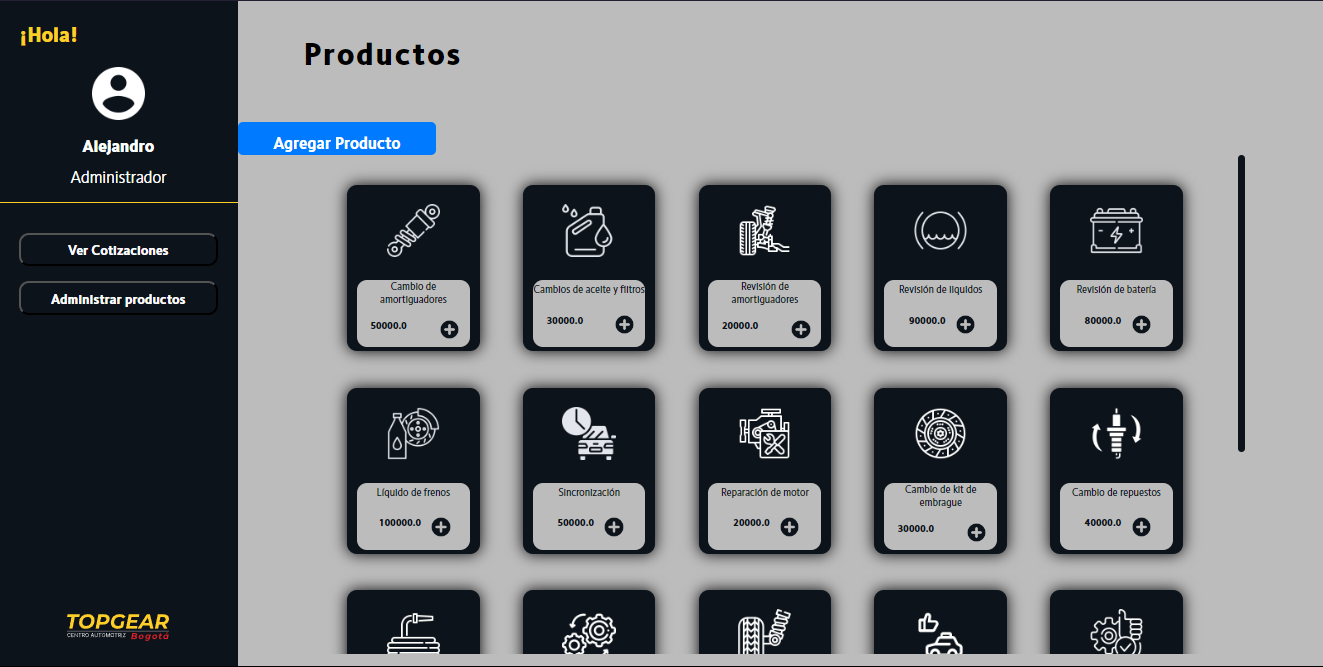 ¡Hola!
Alejandro
Administrador
Ver Cotizaciones
Administrar productos
TOPGEAR
CENTRO AUTOMOTRIZ Bogotá
Productos
Agregar Producto
Cambio de
amortiguadores
50000.0
Cambios de aceite y filtros
30000.0
Revisión de
amortiguadores
20000.0
Revisión de liquidos
90000.0
Revisión de batería
80000.0
Líquido de frenos
100000.0
Sincronización
50000.0
Reparación de motor
20000.0
Cambio de kit de
embrague
30000.0
Cambio de repuestos
40000.0